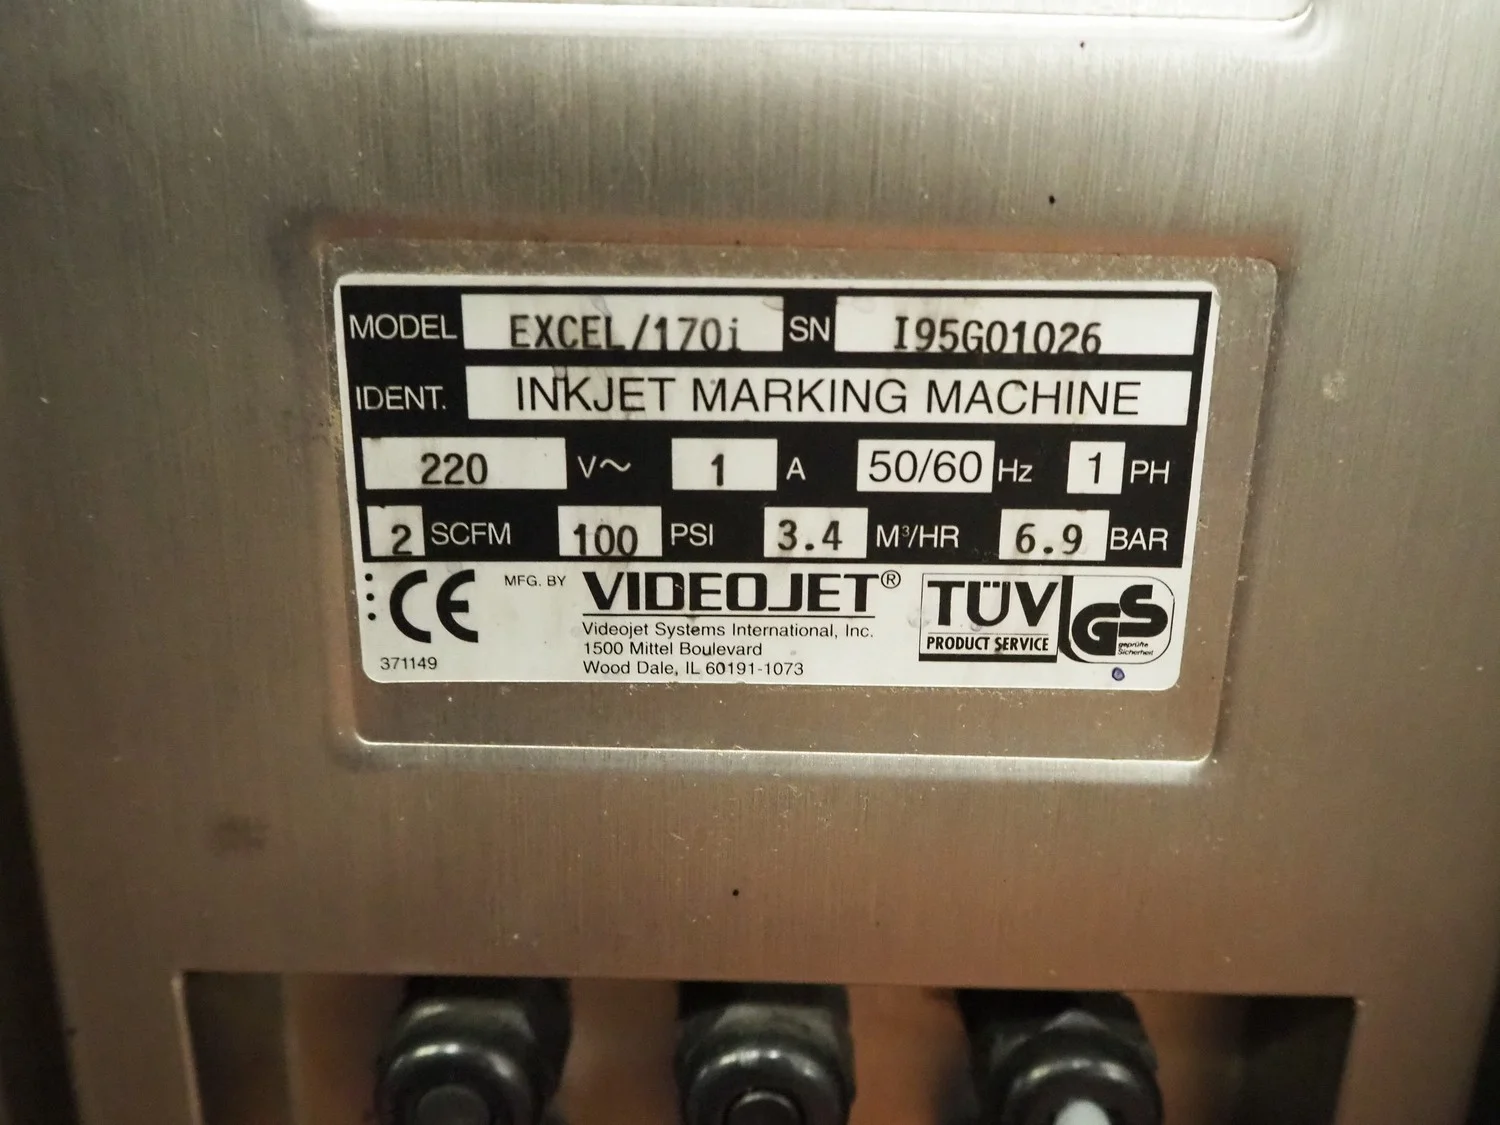 MODEL EXCEL/170i SN I95G01026
IDENT. INKJET MARKING MACHINE
220 V~ 1 A 50/60 Hz 1 PH
2 SCFM 100 PSI 3.4 M³/HR 6.9 BAR
CE MFG. BY VIDEOJET® TÜV GS
Videojet Systems International, Inc. PRODUCT SERVICE geprüfte
1500 Mittel Boulevard Sicherheit
371149 Wood Dale, IL 60191-1073